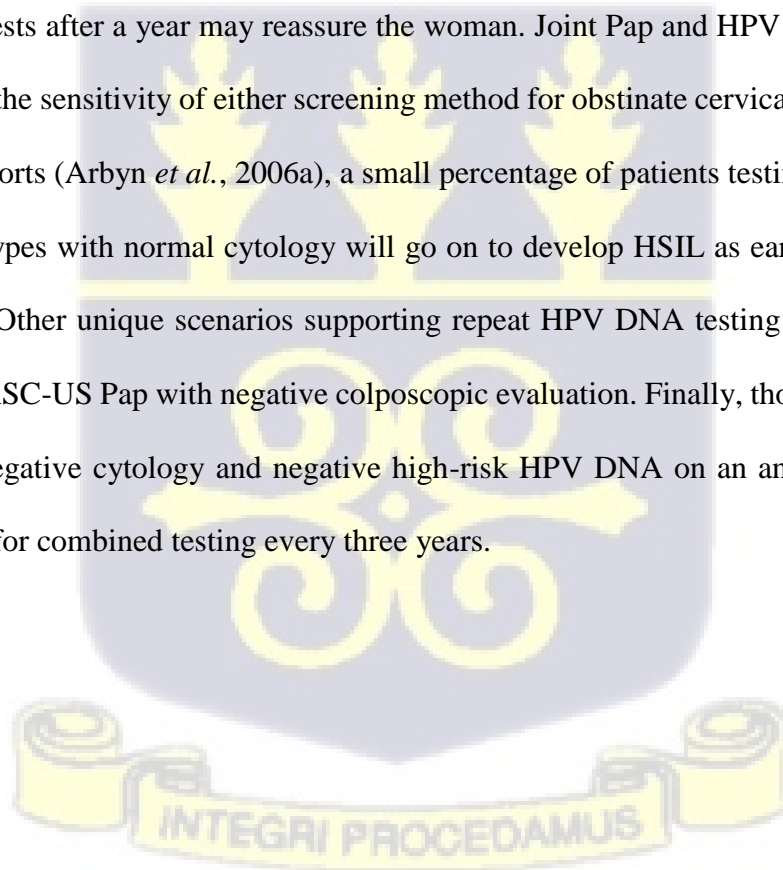 ests after a year may reassure the woman. Joint Pap and HPV
the sensitivity of either screening method for obstinate cervica
orts (Arbyn et al., 2006a), a small percentage of patients testi
ypes with normal cytology will go on to develop HSIL as ear
Other unique scenarios supporting repeat HPV DNA testing
ASC-US Pap with negative colposcopic evaluation. Finally, tho
egative cytology and negative high-risk HPV DNA on an an
for combined testing every three years.
INTEGRI PROCEDAMUS